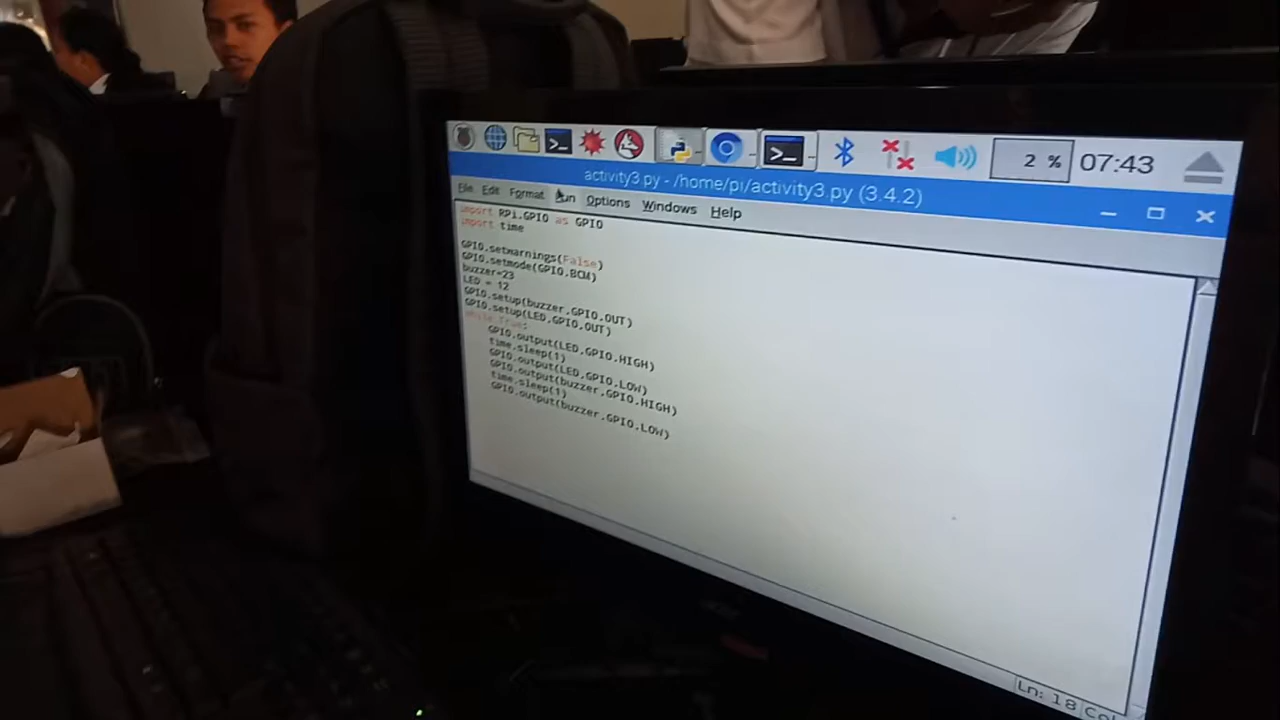 2 %
07:43
activity3.py - /home/pi/activity3.py (3.4.2)
File Edit Format Run Options Windows Help
import RPi.GPIO as GPIO
import time
GPIO.setwarnings(False)
GPIO.setmode(GPIO.BCM)
buzzer=23
LED = 12
GPIO.setup(buzzer,GPIO.OUT)
GPIO.setup(LED,GPIO.OUT)
while True:
GPIO.output(LED,GPIO.HIGH)
time.sleep(1)
GPIO.output(LED,GPIO.LOW)
GPIO.output(buzzer,GPIO.HIGH)
time.sleep(1)
GPIO.output(buzzer,GPIO.LOW)
Ln: 18 Col